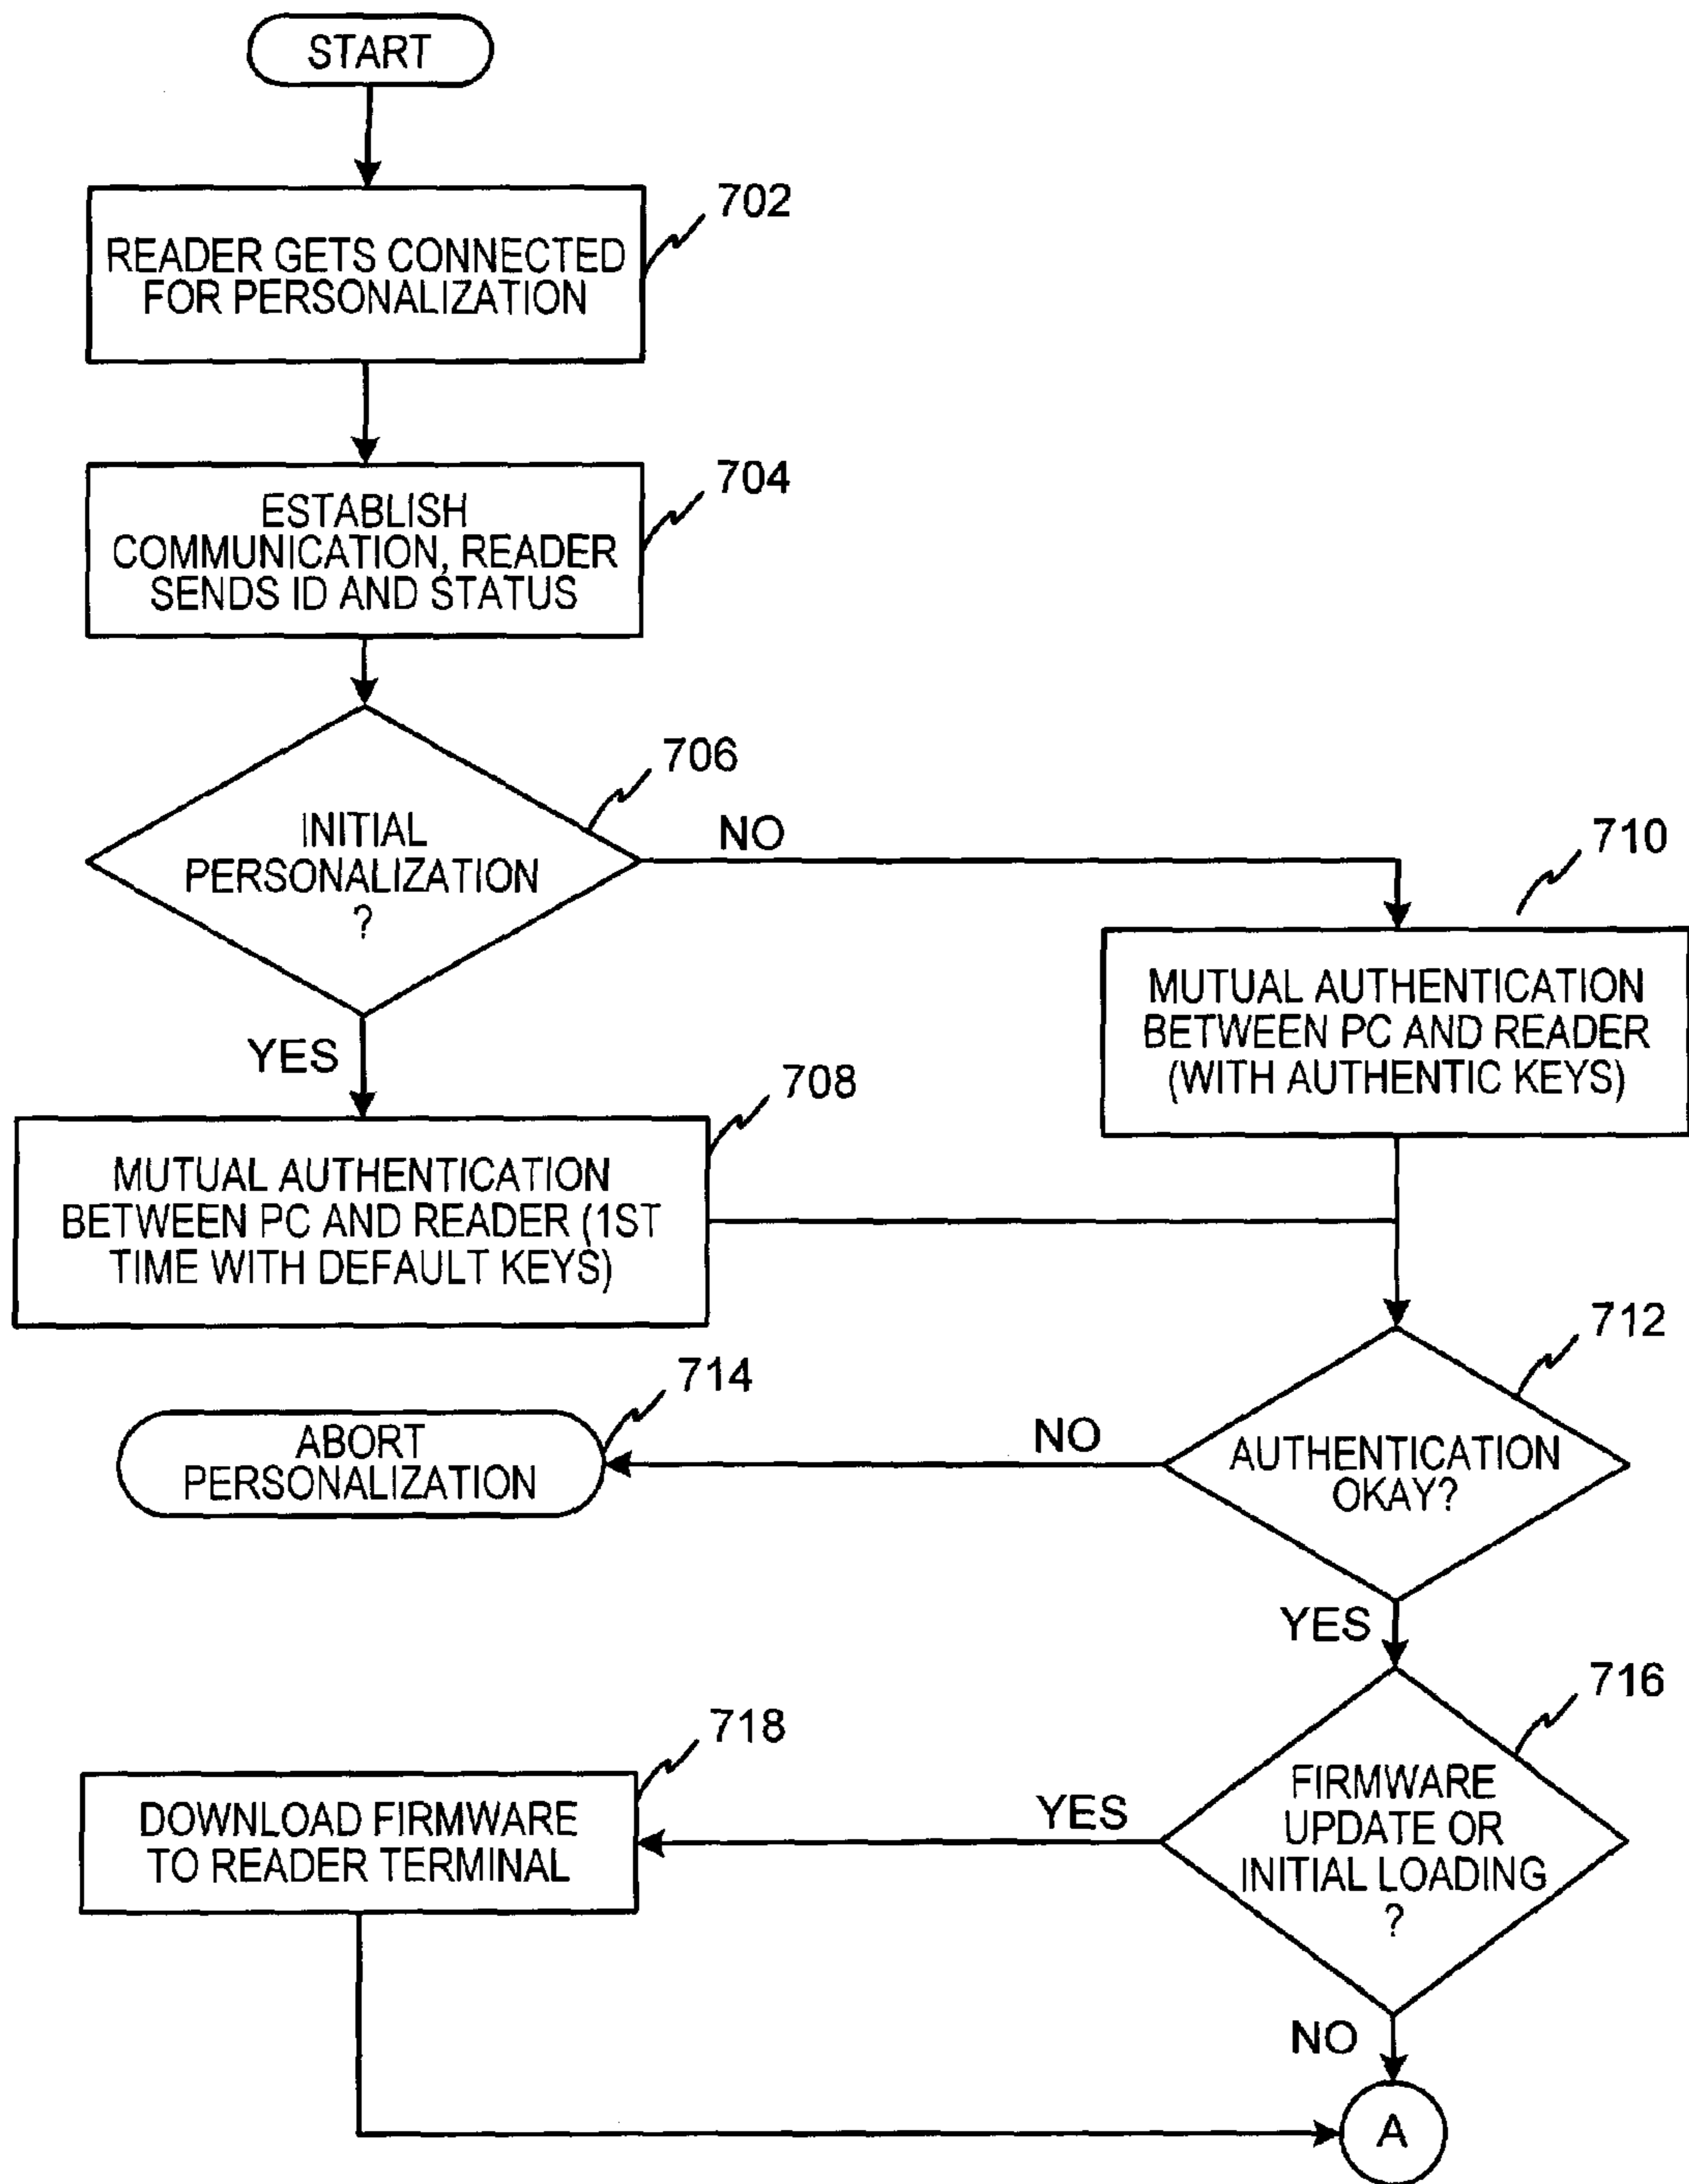 START
702
READER GETS CONNECTED
FOR PERSONALIZATION
704
ESTABLISH
COMMUNICATION, READER
SENDS ID AND STATUS
706
INITIAL
PERSONALIZATION
?
NO
710
MUTUAL AUTHENTICATION
BETWEEN PC AND READER
(WITH AUTHENTIC KEYS)
YES
708
MUTUAL AUTHENTICATION
BETWEEN PC AND READER (1ST
TIME WITH DEFAULT KEYS)
712
AUTHENTICATION
OKAY?
NO
714
ABORT
PERSONALIZATION
YES
716
FIRMWARE
UPDATE OR
INITIAL LOADING
?
YES
718
DOWNLOAD FIRMWARE
TO READER TERMINAL
NO
A